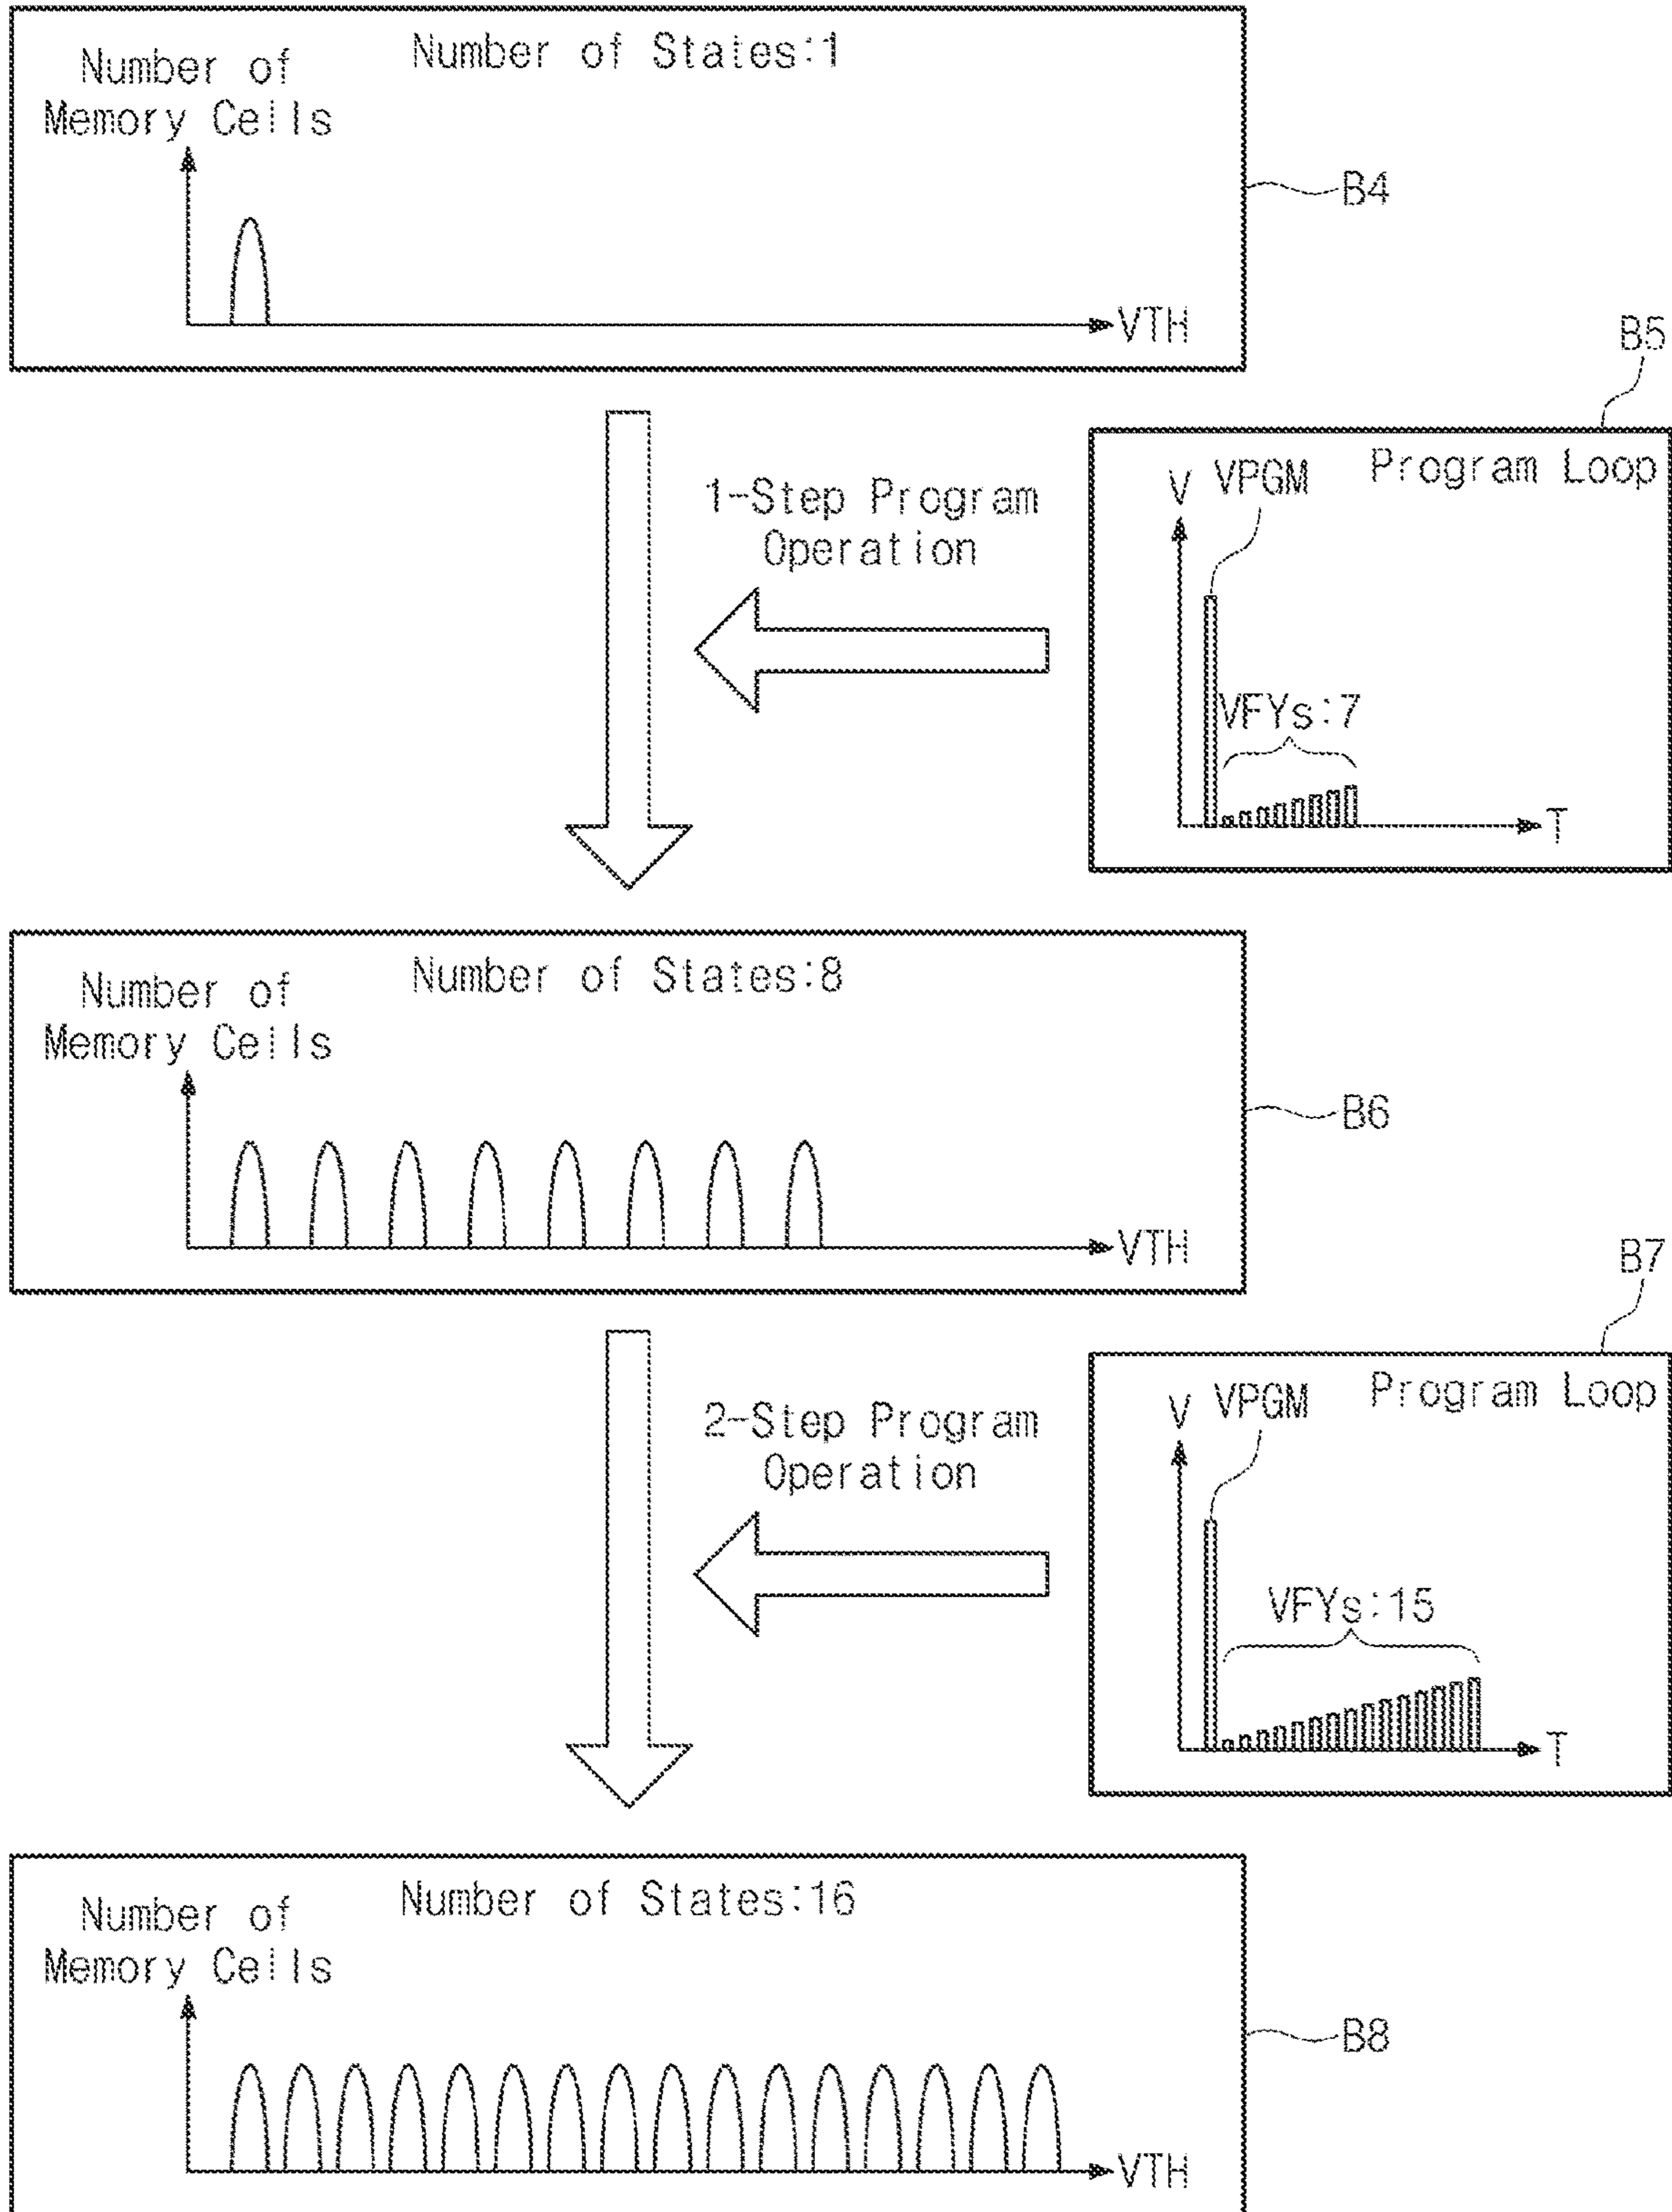 Number of States:1
Number of
Memory Cells
VTH
B4
B5
Program Loop
V
VPGM
1-Step Program
Operation
VFYs:7
T
Number of States:8
Number of
Memory Cells
VTH
B6
B7
Program Loop
V
VPGM
2-Step Program
Operation
VFYs:15
T
Number of States:16
Number of
Memory Cells
VTH
B8